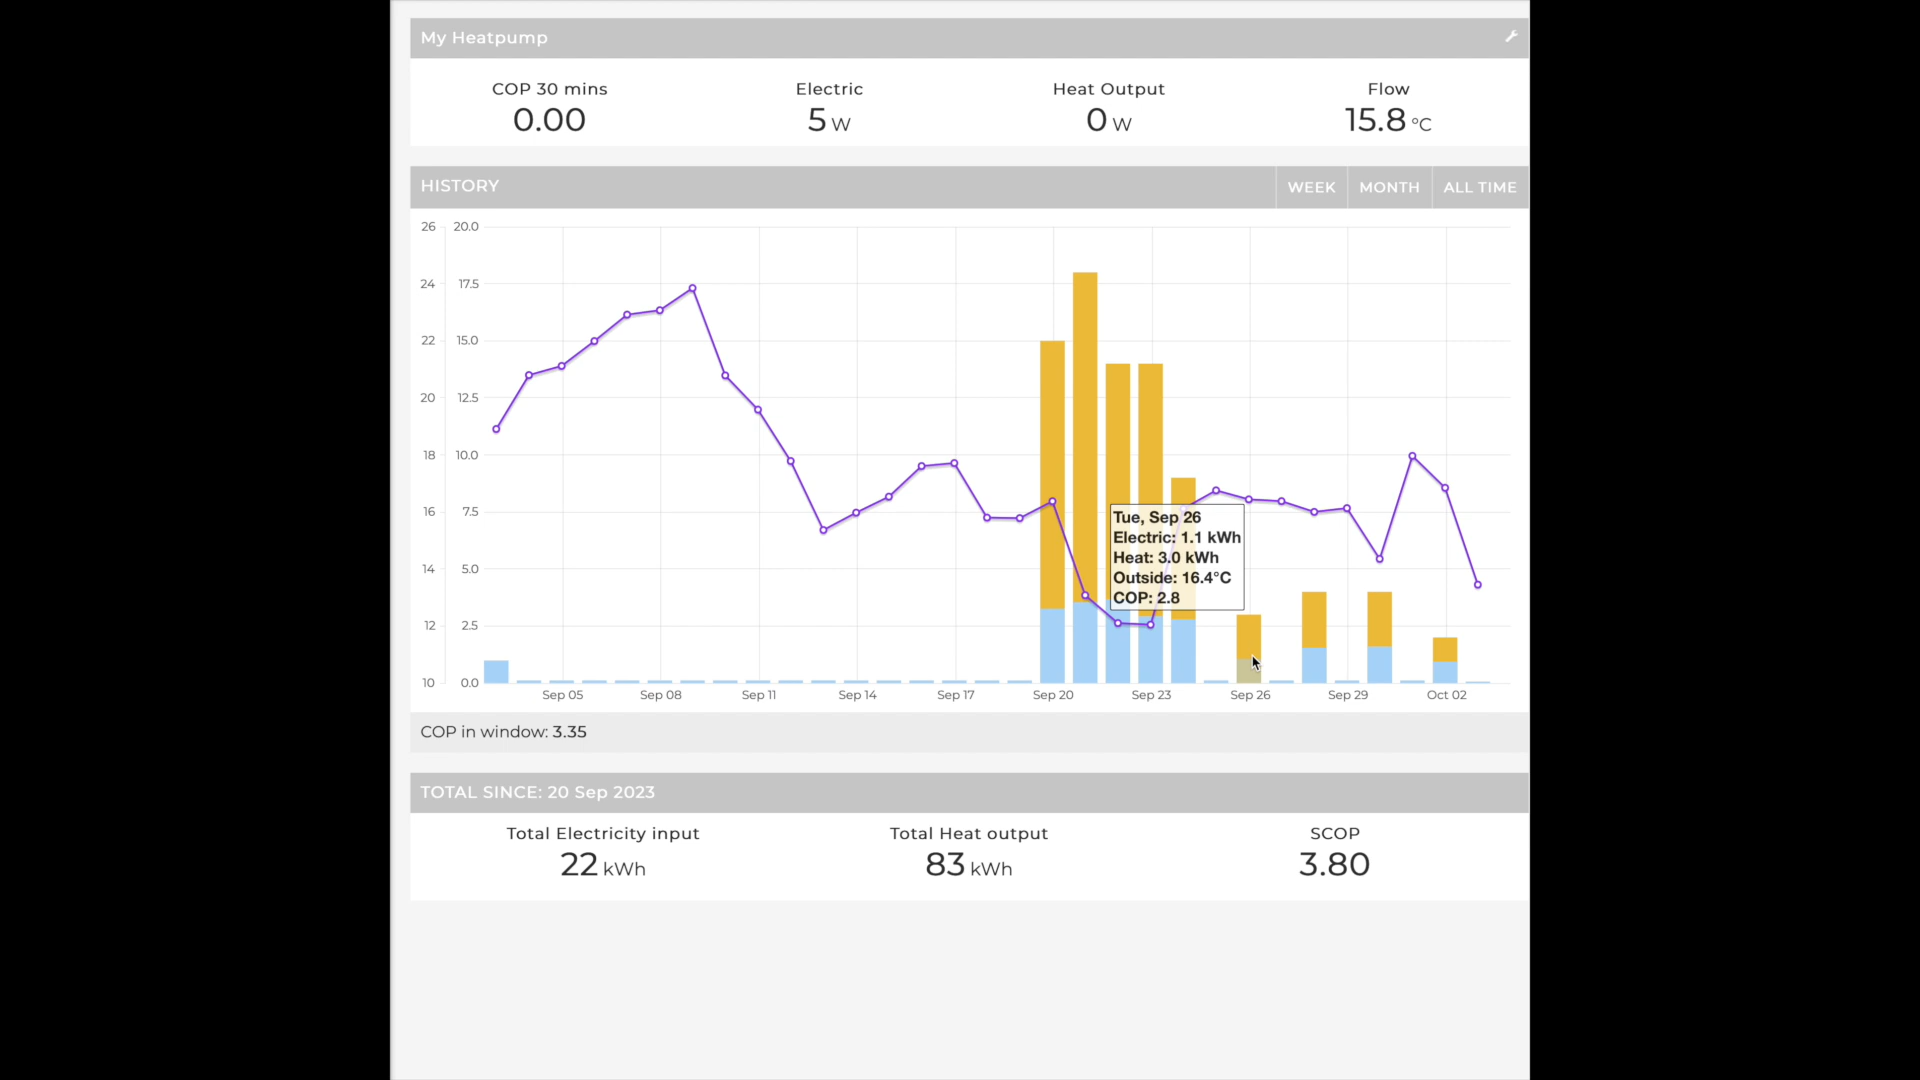 My Heatpump
COP 30 mins
0.00
Electric
5 W
Heat Output
0 W
Flow
15.8 °C
HISTORY
WEEK
MONTH
ALL TIME
26 20.0
24 17.5
22 15.0
20 12.5
18 10.0
16 7.5
14 5.0
12 2.5
10 0.0
Tue, Sep 26
Electric: 1.1 kWh
Heat: 3.0 kWh
Outside: 16.4°C
COP: 2.8
Sep 05 Sep 08 Sep 11 Sep 14 Sep 17 Sep 20 Sep 23 Sep 26 Sep 29 Oct 02
COP in window: 3.35
TOTAL SINCE: 20 Sep 2023
Total Electricity input
22 kWh
Total Heat output
83 kWh
SCOP
3.80